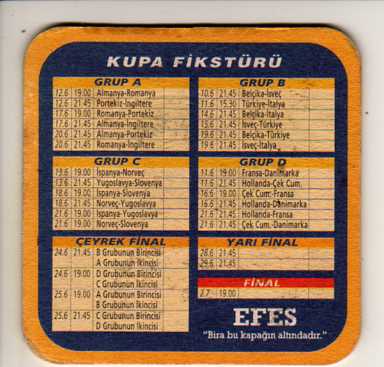 KUPA FİKSTÜRÜ
GRUP A
12.6 19.00 Almanya-Romanya
12.6 21.45 Portekiz-İngiltere
17.6 19.00 Romanya-Portekiz
17.6 21.45 Almanya-İngiltere
20.6 21.45 Almanya-Portekiz
20.6 21.45 Romanya-İngiltere
GRUP B
10.6 21.45 Belçika-İsveç
11.6 15.30 Türkiye-İtalya
14.6 21.45 Belçika-İtalya
15.6 21.45 İsveç-Türkiye
19.6 21.45 Belçika-Türkiye
19.6 21.45 İsveç-İtalya
GRUP C
13.6 19.00 İspanya-Norveç
13.6 21.45 Yugoslavya-Slovenya
18.6 19.00 İspanya-Slovenya
18.6 21.45 Norveç-Yugoslavya
21.6 19.00 İspanya-Yugoslavya
21.6 19.00 Norveç-Slovenya
GRUP D
11.6 19.00 Fransa-Danimarka
11.6 21.45 Hollanda-Çek Cum.
16.6 19.00 Çek Cum.-Fransa
16.6 21.45 Hollanda-Danimarka
21.6 21.45 Hollanda-Fransa
21.6 21.45 Çek Cum.-Danimarka
ÇEYREK FİNAL
24.6 21.45 B Grubunun Birincisi
A Grubunun İkincisi
24.6 19.00 D Grubunun Birincisi
C Grubunun İkincisi
25.6 19.00 A Grubunun Birincisi
B Grubunun İkincisi
25.6 21.45 C Grubunun Birincisi
D Grubunun İkincisi
YARI FİNAL
28.6 21.45
29.6 21.45
FİNAL
2.7 19.00
EFES
"Bira bu kapağın altındadır."